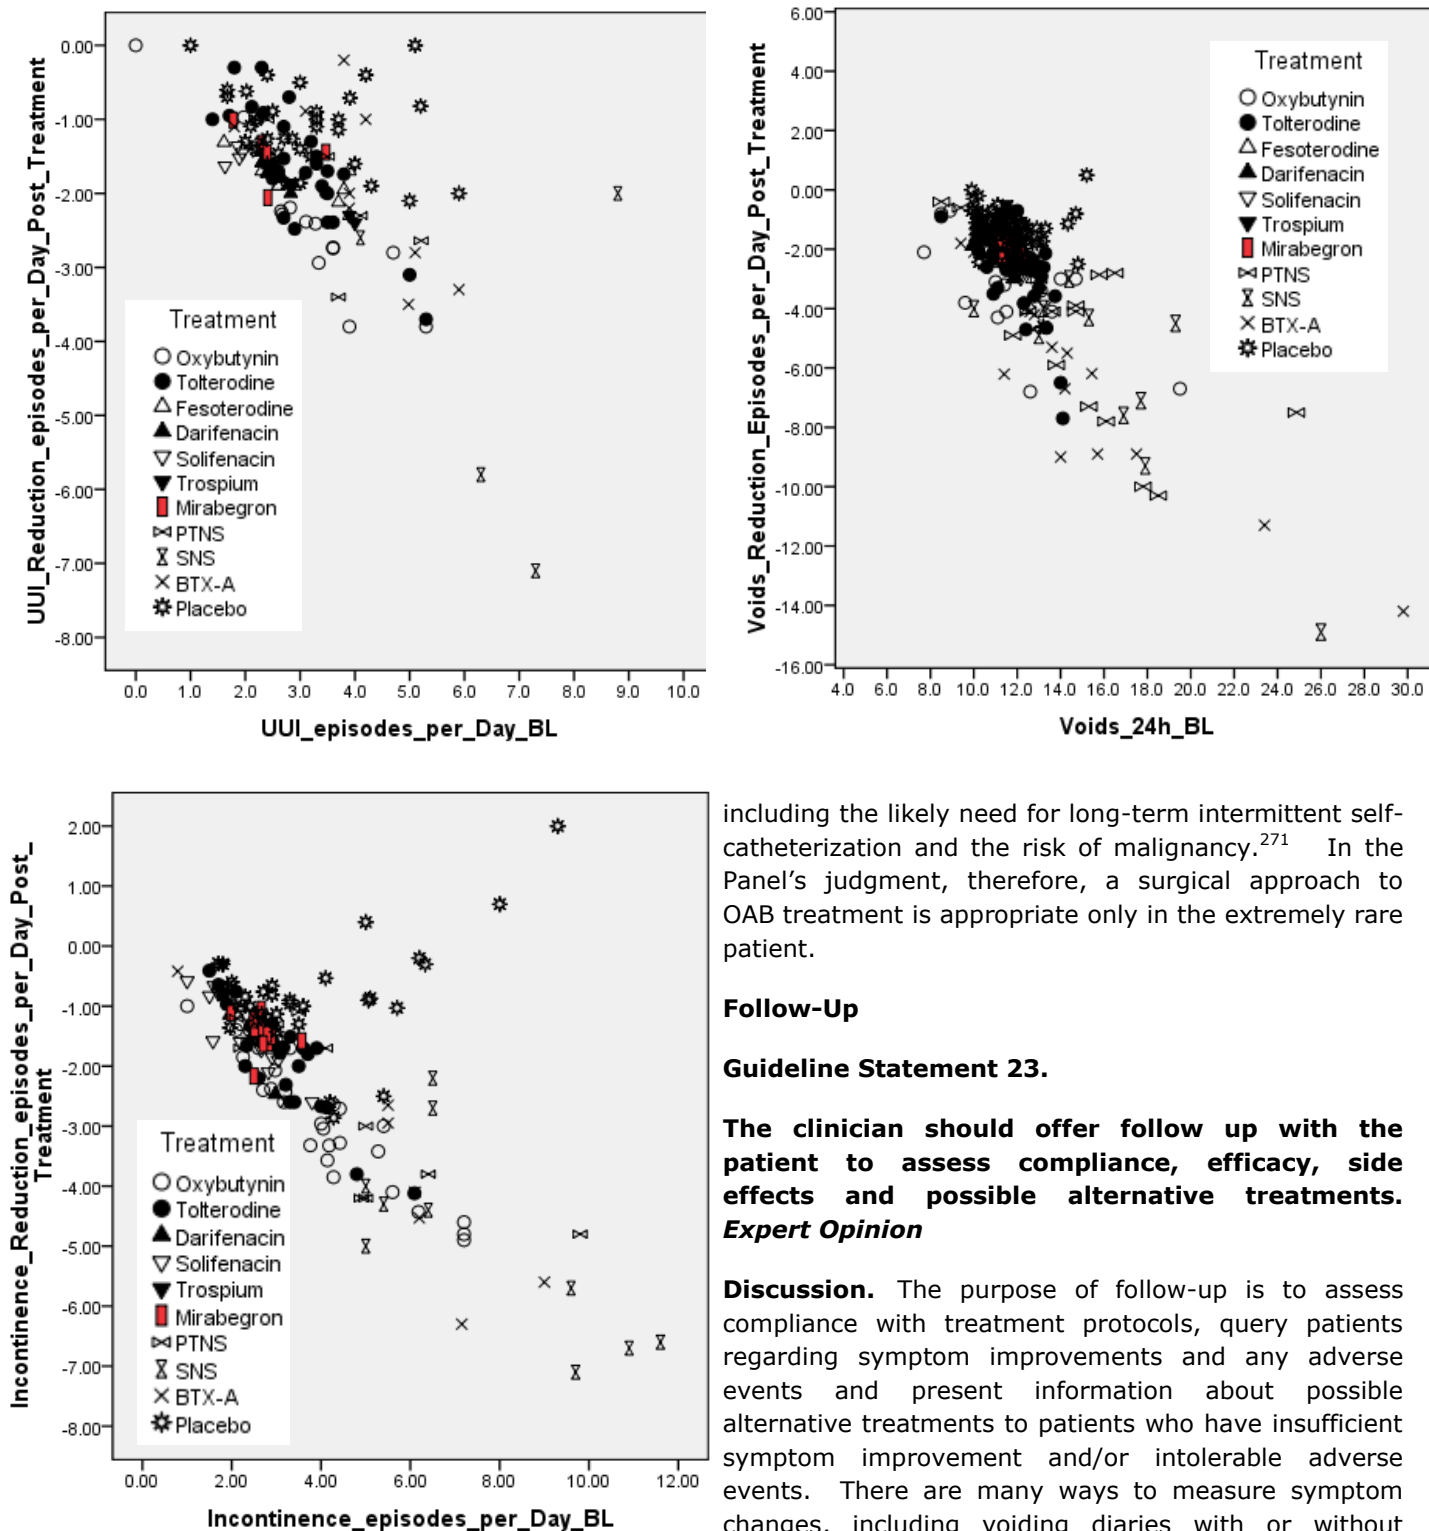 0.00
-1.00
-2.00
-3.00
-4.00
-5.00
-6.00
-7.00
-8.00
UUI_Reduction_episodes_per_Day_Post_Treatment
Treatment
Oxybutynin
Tolterodine
Fesoterodine
Darifenacin
Solifenacin
Trospium
Mirabegron
PTNS
SNS
BTX-A
Placebo
0.0 1.0 2.0 3.0 4.0 5.0 6.0 7.0 8.0 9.0 10.0
UUI_episodes_per_Day_BL
6.00
4.00
2.00
0.00
-2.00
-4.00
-6.00
-8.00
-10.00
-12.00
-14.00
-16.00
Voids_Reduction_Episodes_per_Day_Post_Treatment
Treatment
Oxybutynin
Tolterodine
Fesoterodine
Darifenacin
Solifenacin
Trospium
Mirabegron
PTNS
SNS
BTX-A
Placebo
4.0 6.0 8.0 10.0 12.0 14.0 16.0 18.0 20.0 22.0 24.0 26.0 28.0 30.0
Voids_24h_BL
2.00
1.00
0.00
-1.00
-2.00
-3.00
-4.00
-5.00
-6.00
-7.00
-8.00
Incontinence_Reduction_episodes_per_Day_Post_
Treatment
Treatment
Oxybutynin
Tolterodine
Darifenacin
Solifenacin
Trospium
Mirabegron
PTNS
SNS
BTX-A
Placebo
0.00 2.00 4.00 6.00 8.00 10.00 12.00
Incontinence_episodes_per_Day_BL
including the likely need for long-term intermittent self-
catheterization and the risk of malignancy.271 In the
Panel's judgment, therefore, a surgical approach to
OAB treatment is appropriate only in the extremely rare
patient.
Follow-Up
Guideline Statement 23.
The clinician should offer follow up with the
patient to assess compliance, efficacy, side
effects and possible alternative treatments.
Expert Opinion
Discussion. The purpose of follow-up is to assess
compliance with treatment protocols, query patients
regarding symptom improvements and any adverse
events and present information about possible
alternative treatments to patients who have insufficient
symptom improvement and/or intolerable adverse
events. There are many ways to measure symptom
changes, including voiding diaries with or without